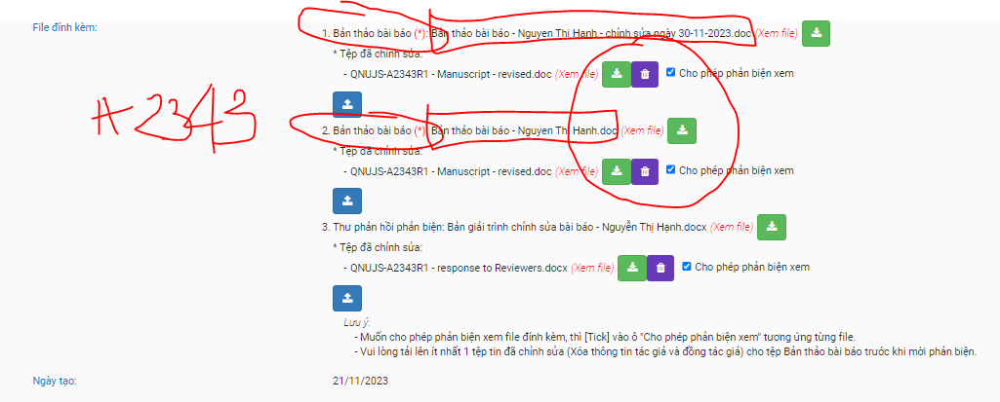 File đính kèm:
1. Bản thảo bài báo (*): Bản thảo bài báo - Nguyen Thi Hanh - chỉnh sửa ngày 30-11-2023.doc (Xem file)
* Tệp đã chỉnh sửa:
- QNUJS-A2343R1 - Manuscript - revised.doc (Xem file) Cho phép phản biện xem
A2343
2. Bản thảo bài báo (*): Bản thảo bài báo - Nguyen Thi Hanh.doc (Xem file)
* Tệp đã chỉnh sửa:
- QNUJS-A2343R1 - Manuscript - revised.doc (Xem file) Cho phép phản biện xem
3. Thư phản hồi phản biện: Bản giải trình chỉnh sửa bài báo - Nguyễn Thị Hạnh.docx (Xem file)
* Tệp đã chỉnh sửa:
- QNUJS-A2343R1 - response to Reviewers.docx (Xem file) Cho phép phản biện xem
Lưu ý:
- Muốn cho phép phản biện xem file đính kèm, thì [Tick] vào ô "Cho phép phản biện xem" tương ứng từng file.
- Vui lòng tải lên ít nhất 1 tệp tin đã chỉnh sửa (Xóa thông tin tác giả và đồng tác giả) cho tệp Bản thảo bài báo trước khi mời phản biện.
Ngày tạo: 21/11/2023